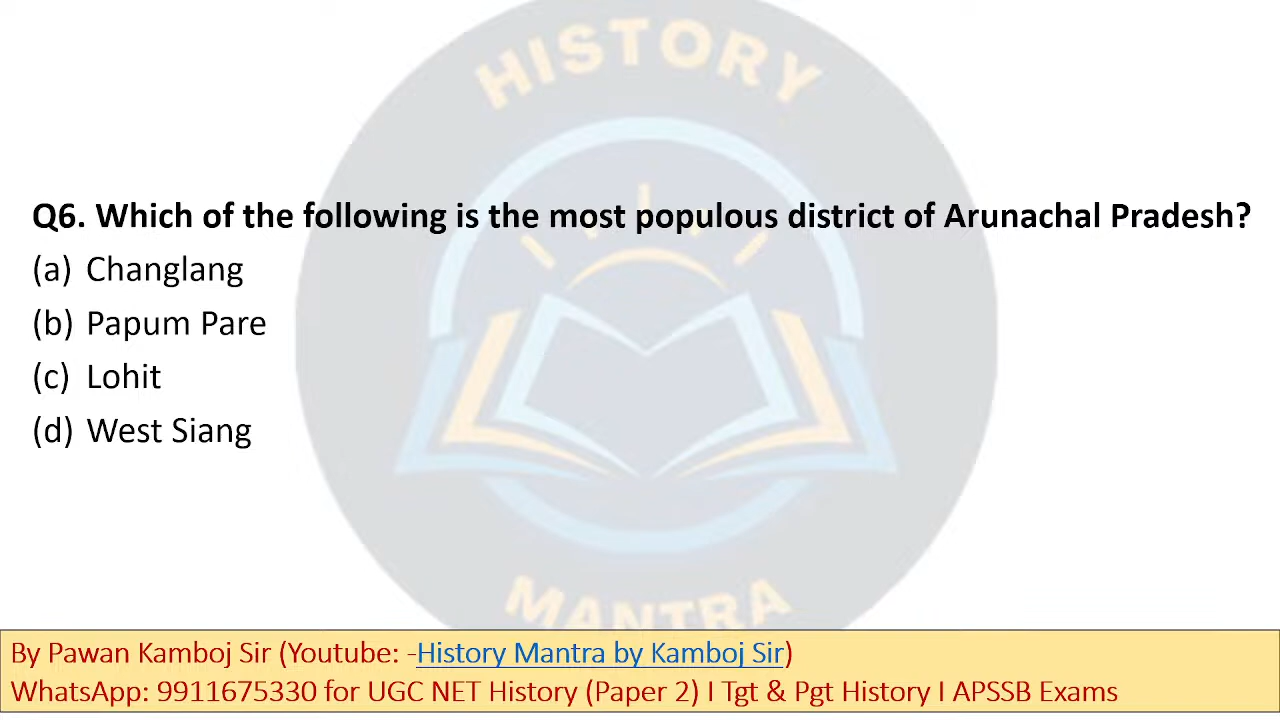 HISTORY
Q6. Which of the following is the most populous district of Arunachal Pradesh?
(a) Changlang
(b) Papum Pare
(c) Lohit
(d) West Siang
MANTRA
By Pawan Kamboj Sir (Youtube: -History Mantra by Kamboj Sir)
WhatsApp: 9911675330 for UGC NET History (Paper 2) I Tgt & Pgt History I APSSB Exams